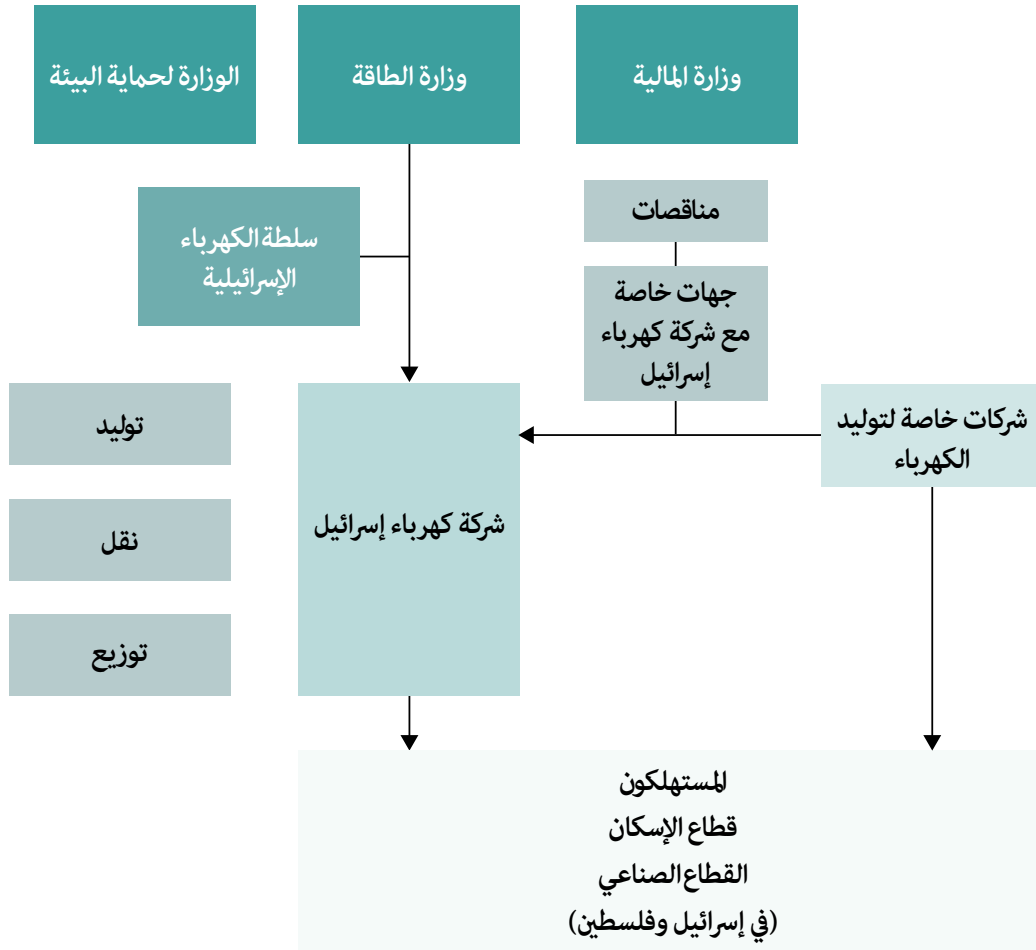 وزارة المالية
وزارة الطاقة
الوزارة لحماية البيئة
مناقصات
سلطة الكهرباء
الإسرائيلية
جهات خاصة
مع شركة كهرباء
إسرائيل
شركات خاصة لتوليد
الكهرباء
شركة كهرباء إسرائيل
توليد
نقل
توزيع
المستهلكون
قطاع الإسكان
القطاع الصناعي
(في إسرائيل وفلسطين)